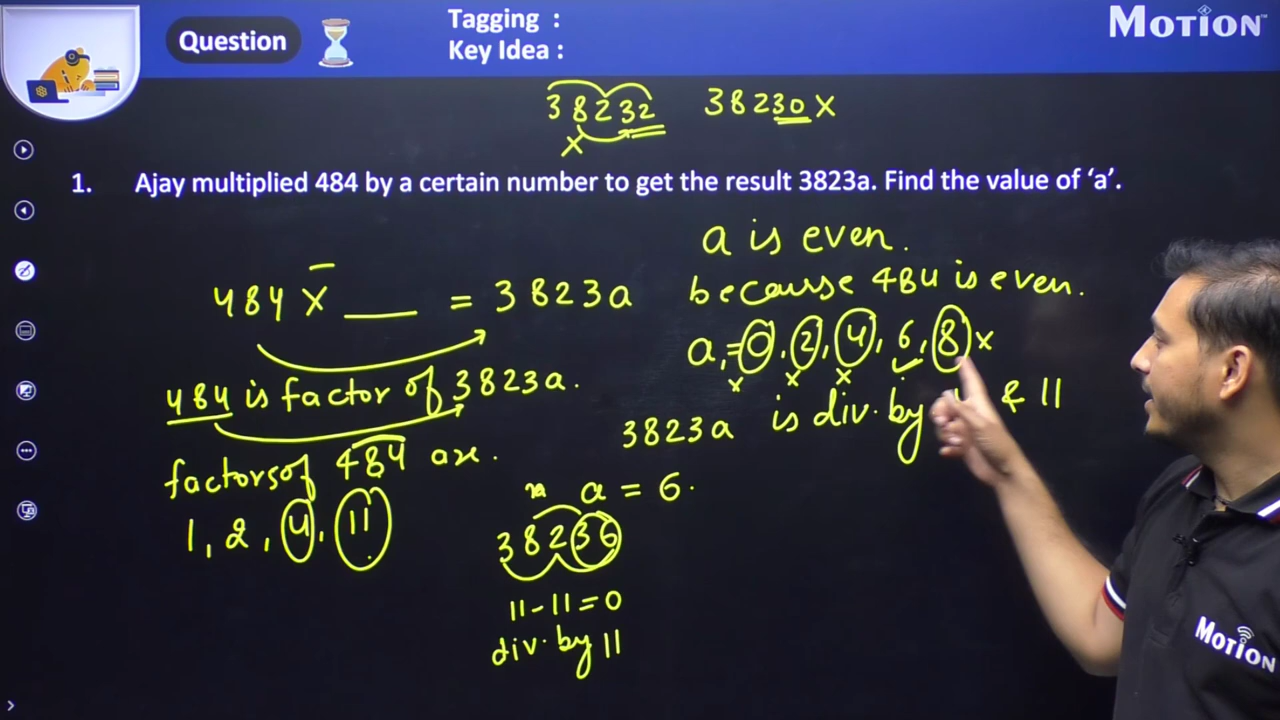 Question
Tagging :
Key Idea :
MOTION™
38232 38230 X
X
1. Ajay multiplied 484 by a certain number to get the result 3823a. Find the value of ‘a’.
a is even.
because 484 is even.
484 X ___ = 3823a
a = 0, 2, 4, 6, 8 x
x x x
484 is factor of 3823a.
3823a is div. by & 11
factors of 484 are.
1, 2, 4, 11
a = 6.
38236
11-11=0
div. by 11
MOTION